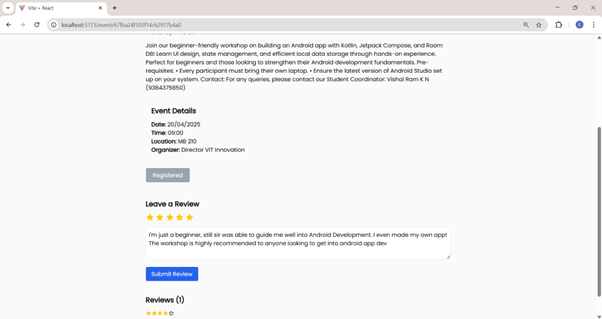 Vite + React
localhost:5173/event/67fba24f103f14c62917b4a0
Join our beginner-friendly workshop on building an Android app with Kotlin, Jetpack Compose, and Room
DB! Learn UI design, state management, and efficient local data storage through hands-on experience.
Perfect for beginners and those looking to strengthen their Android development fundamentals. Pre-
requisites: • Every participant must bring their own laptop. • Ensure the latest version of Android Studio set
up on your system. Contact: For any queries, please contact our Student Coordinator: Vishal Ram K N
(9384375850)
Event Details
Date: 20/04/2025
Time: 09:00
Location: MB 210
Organizer: Director VIT Innovation
Registered
Leave a Review
I'm just a beginner, still sir was able to guide me well into Android Development. I even made my own app!
The workshop is highly recommended to anyone looking to get into android app dev
Submit Review
Reviews (1)